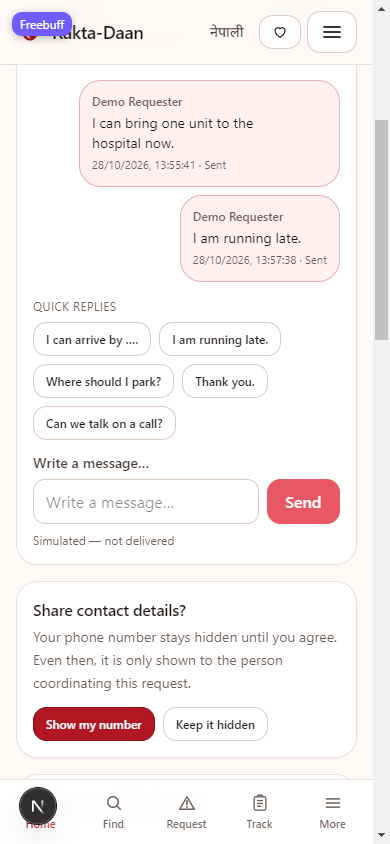 Freebuff
Rakta-Daan
नेपाली
Demo Requester
I can bring one unit to the
hospital now.
28/10/2026, 13:55:41 · Sent
Demo Requester
I am running late.
28/10/2026, 13:57:38 · Sent
QUICK REPLIES
I can arrive by ....
I am running late.
Where should I park?
Thank you.
Can we talk on a call?
Write a message...
Write a message...
Send
Simulated — not delivered
Share contact details?
Your phone number stays hidden until you agree.
Even then, it is only shown to the person
coordinating this request.
Show my number
Keep it hidden
N
Home
Find
Request
Track
More